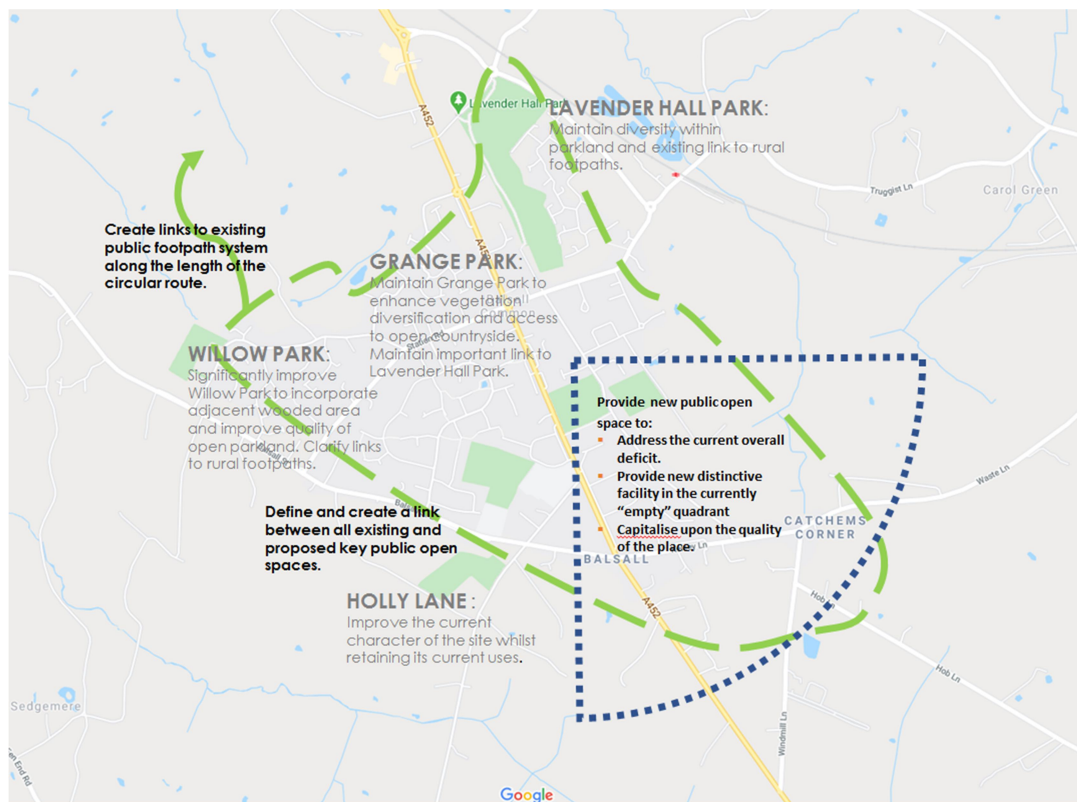 A452
Lavender Hall Park
LAVENDER HALL PARK:
Maintain diversity within
parkland and existing link to rural
footpaths.
Truggist Ln
Carol Green
Create links to existing
public footpath system
along the length of the
circular route.
GRANGE PARK:
Maintain Grange Park to
enhance vegetation
diversification and access
to open countryside.
Maintain important link to
Lavender Hall Park.
Common
WILLOW PARK:
Significantly improve
Willow Park to incorporate
adjacent wooded area
and improve quality of
open parkland. Clarify links
to rural footpaths.
Provide new public open
space to:
▪ Address the current overall
deficit.
▪ Provide new distinctive
facility in the currently
“empty” quadrant
▪ Capitalise upon the quality
of the place.
Waste Ln
CATCHEMS
CORNER
BALSALL
Define and create a link
between all existing and
proposed key public open
spaces.
HOLLY LANE :
Improve the current
character of the site whilst
retaining its current uses.
A452
Hob Ln
Hob Ln
Windmill Ln
Sedgemere
en End Rd
Google